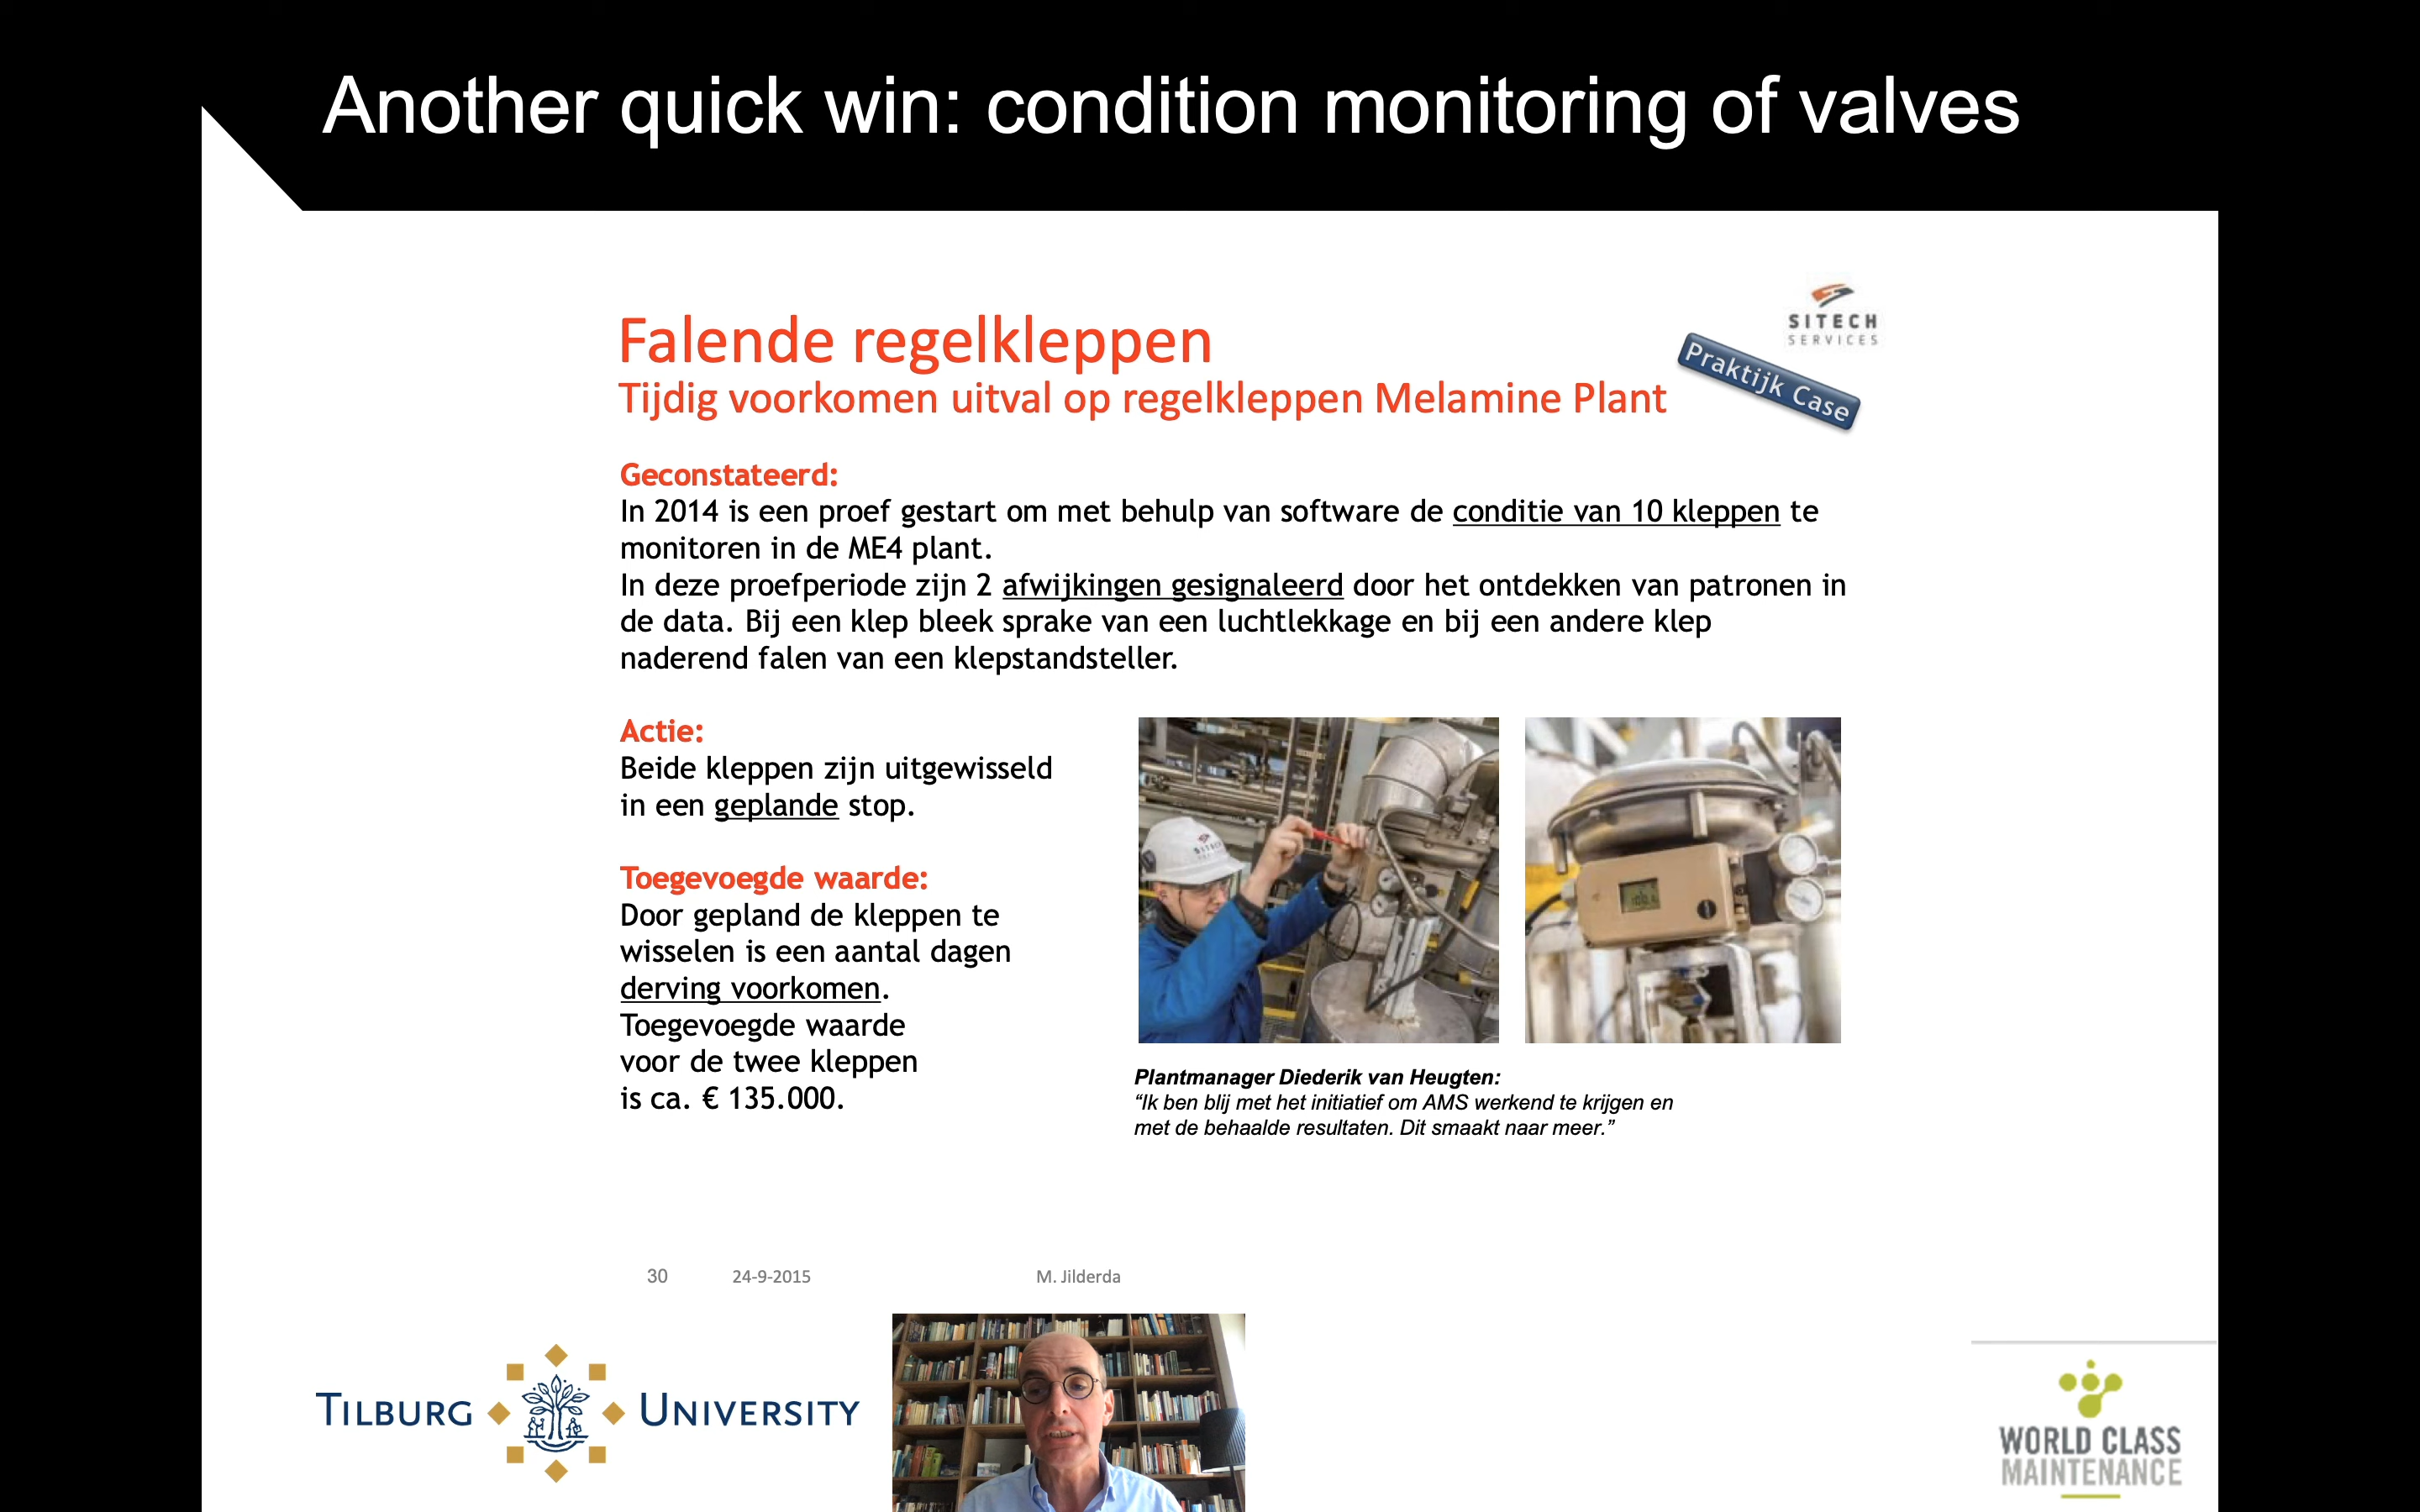 Another quick win: condition monitoring of valves
SITECH
SERVICES
Praktijk Case
Falende regelkleppen
Tijdig voorkomen uitval op regelkleppen Melamine Plant
Geconstateerd:
In 2014 is een proef gestart om met behulp van software de conditie van 10 kleppen te
monitoren in de ME4 plant.
In deze proefperiode zijn 2 afwijkingen gesignaleerd door het ontdekken van patronen in
de data. Bij een klep bleek sprake van een luchtlekkage en bij een andere klep
naderend falen van een klepstandsteller.
Actie:
Beide kleppen zijn uitgewisseld
in een geplande stop.
Toegevoegde waarde:
Door gepland de kleppen te
wisselen is een aantal dagen
derving voorkomen.
Toegevoegde waarde
voor de twee kleppen
is ca. € 135.000.
SITECH
Plantmanager Diederik van Heugten:
“Ik ben blij met het initiatief om AMS werkend te krijgen en
met de behaalde resultaten. Dit smaakt naar meer.”
30 24-9-2015 M. Jilderda
TILBURG UNIVERSITY
WORLD CLASS
MAINTENANCE